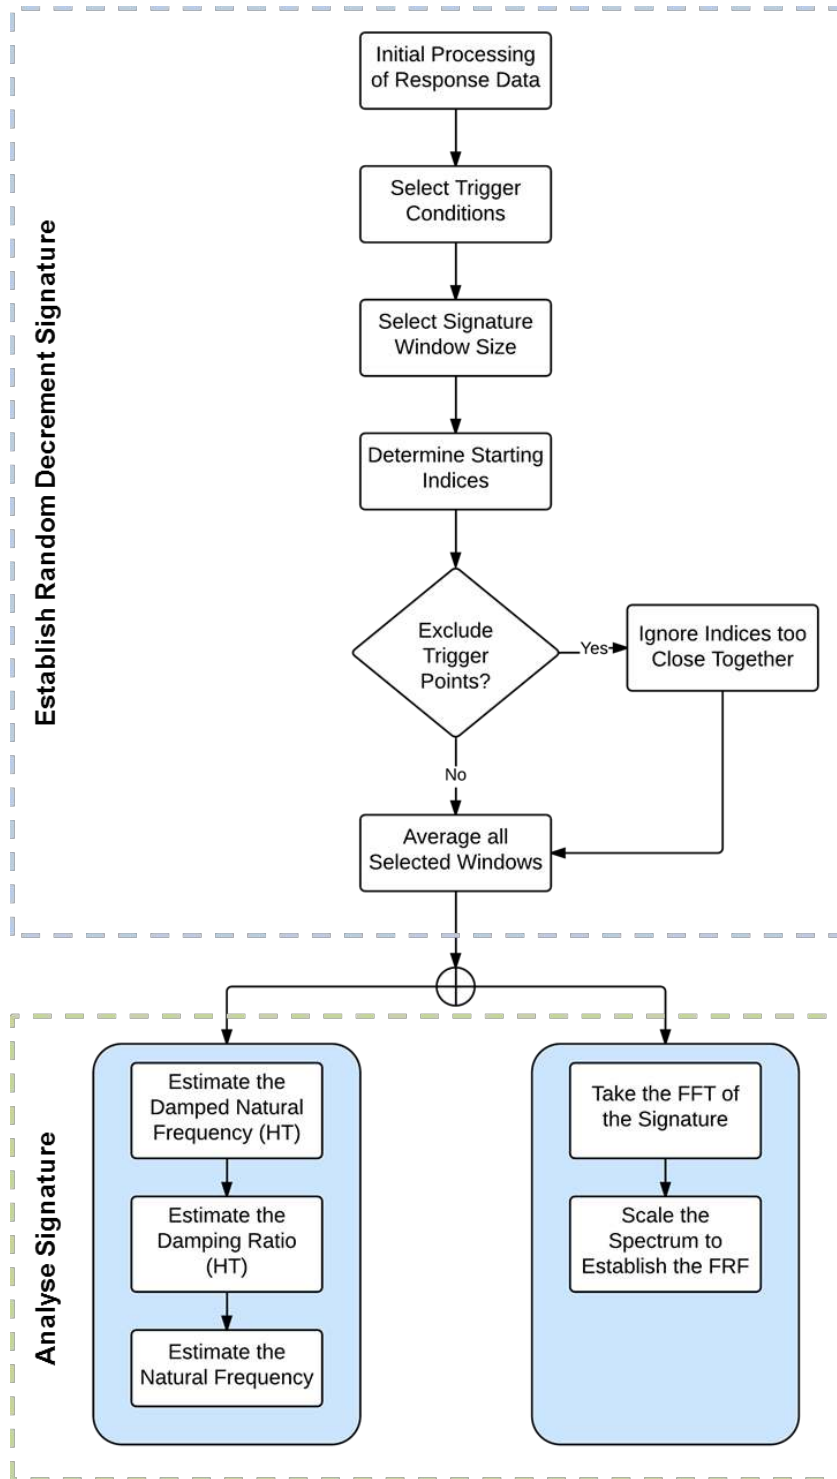 Establish Random Decrement Signature
Initial Processing
of Response Data
Select Trigger
Conditions
Select Signature
Window Size
Determine Starting
Indices
Exclude
Trigger
Points?
Yes
Ignore Indices too
Close Together
No
Average all
Selected Windows
Analyse Signature
Estimate the
Damped Natural
Frequency (HT)
Estimate the
Damping Ratio
(HT)
Estimate the
Natural Frequency
Take the FFT of
the Signature
Scale the
Spectrum to
Establish the FRF